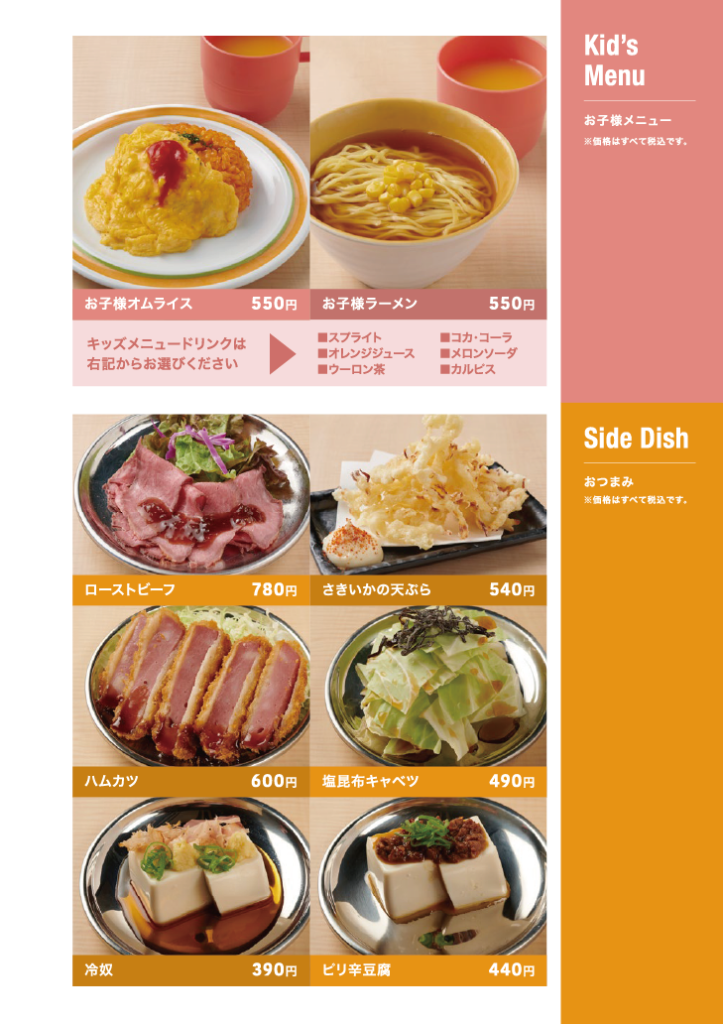 Kid's
Menu
お子様メニュー
※価格はすべて税込です。
お子様オムライス 550円
お子様ラーメン 550円
キッズメニュードリンクは
右記からお選びください
■スプライト
■オレンジジュース
■ウーロン茶
■コカ・コーラ
■メロンソーダ
■カルピス
Side Dish
おつまみ
※価格はすべて税込です。
ローストビーフ 780円
さきいかの天ぷら 540円
ハムカツ 600円
塩昆布キャベツ 490円
冷奴 390円
ピリ辛豆腐 440円